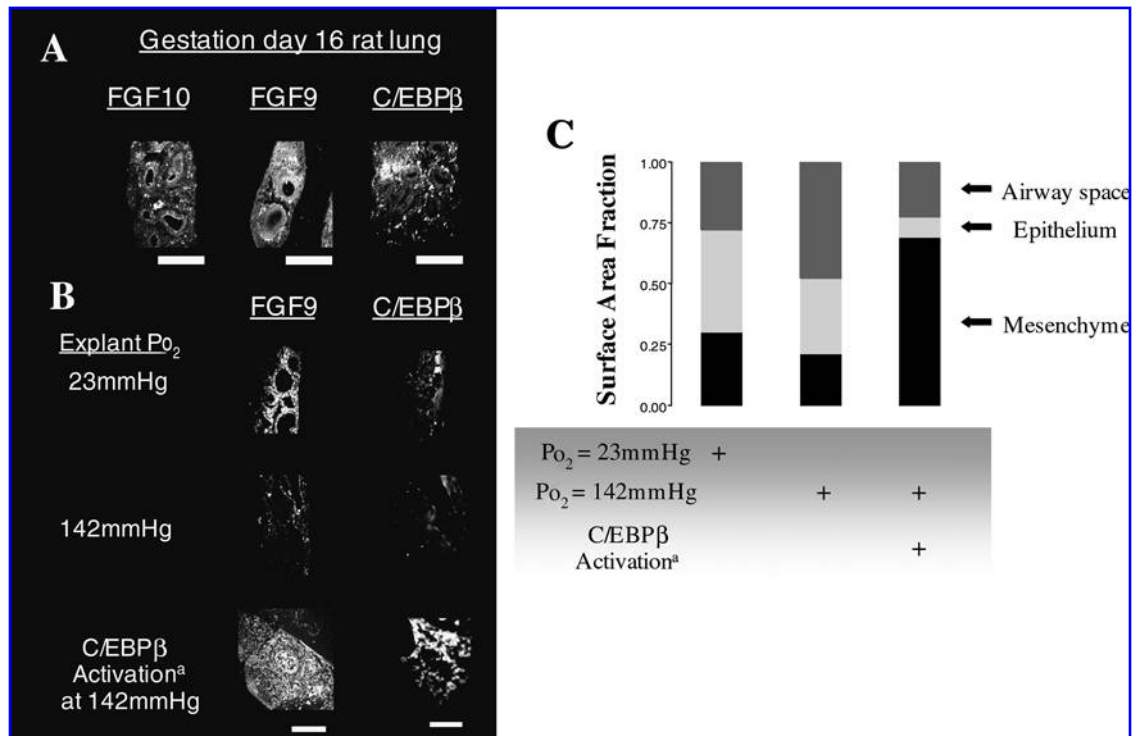 A
Gestation day 16 rat lung
FGF10 FGF9 C/EBPβ
B
FGF9 C/EBPβ
Explant Po2
23mmHg
142mmHg
C/EBPβ
Activationª
at 142mmHg
C
Surface Area Fraction
1.00
0.75
0.50
0.25
0.00
Airway space
Epithelium
Mesenchyme
Po2 = 23mmHg +
Po2 = 142mmHg + +
C/EBPβ
Activationª +